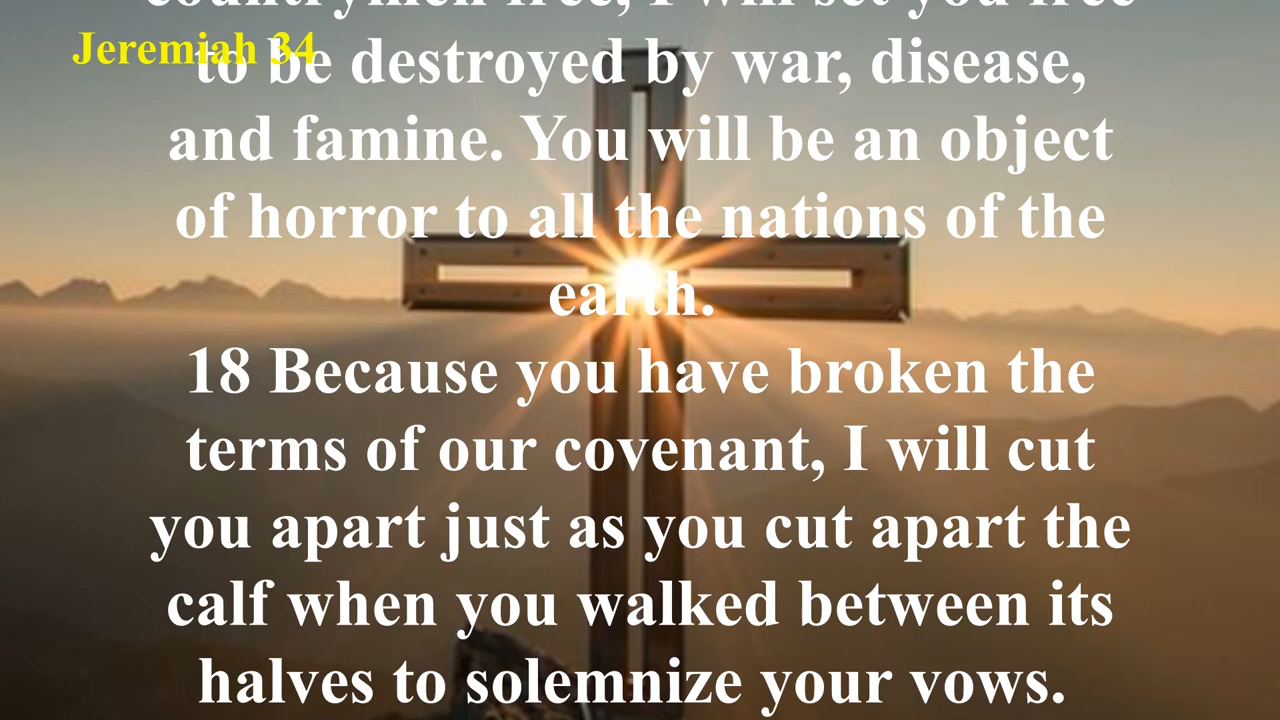 countrymen free, I will set you free
Jeremiah 34
to be destroyed by war, disease,
and famine. You will be an object
of horror to all the nations of the
earth.
18 Because you have broken the
terms of our covenant, I will cut
you apart just as you cut apart the
calf when you walked between its
halves to solemnize your vows.